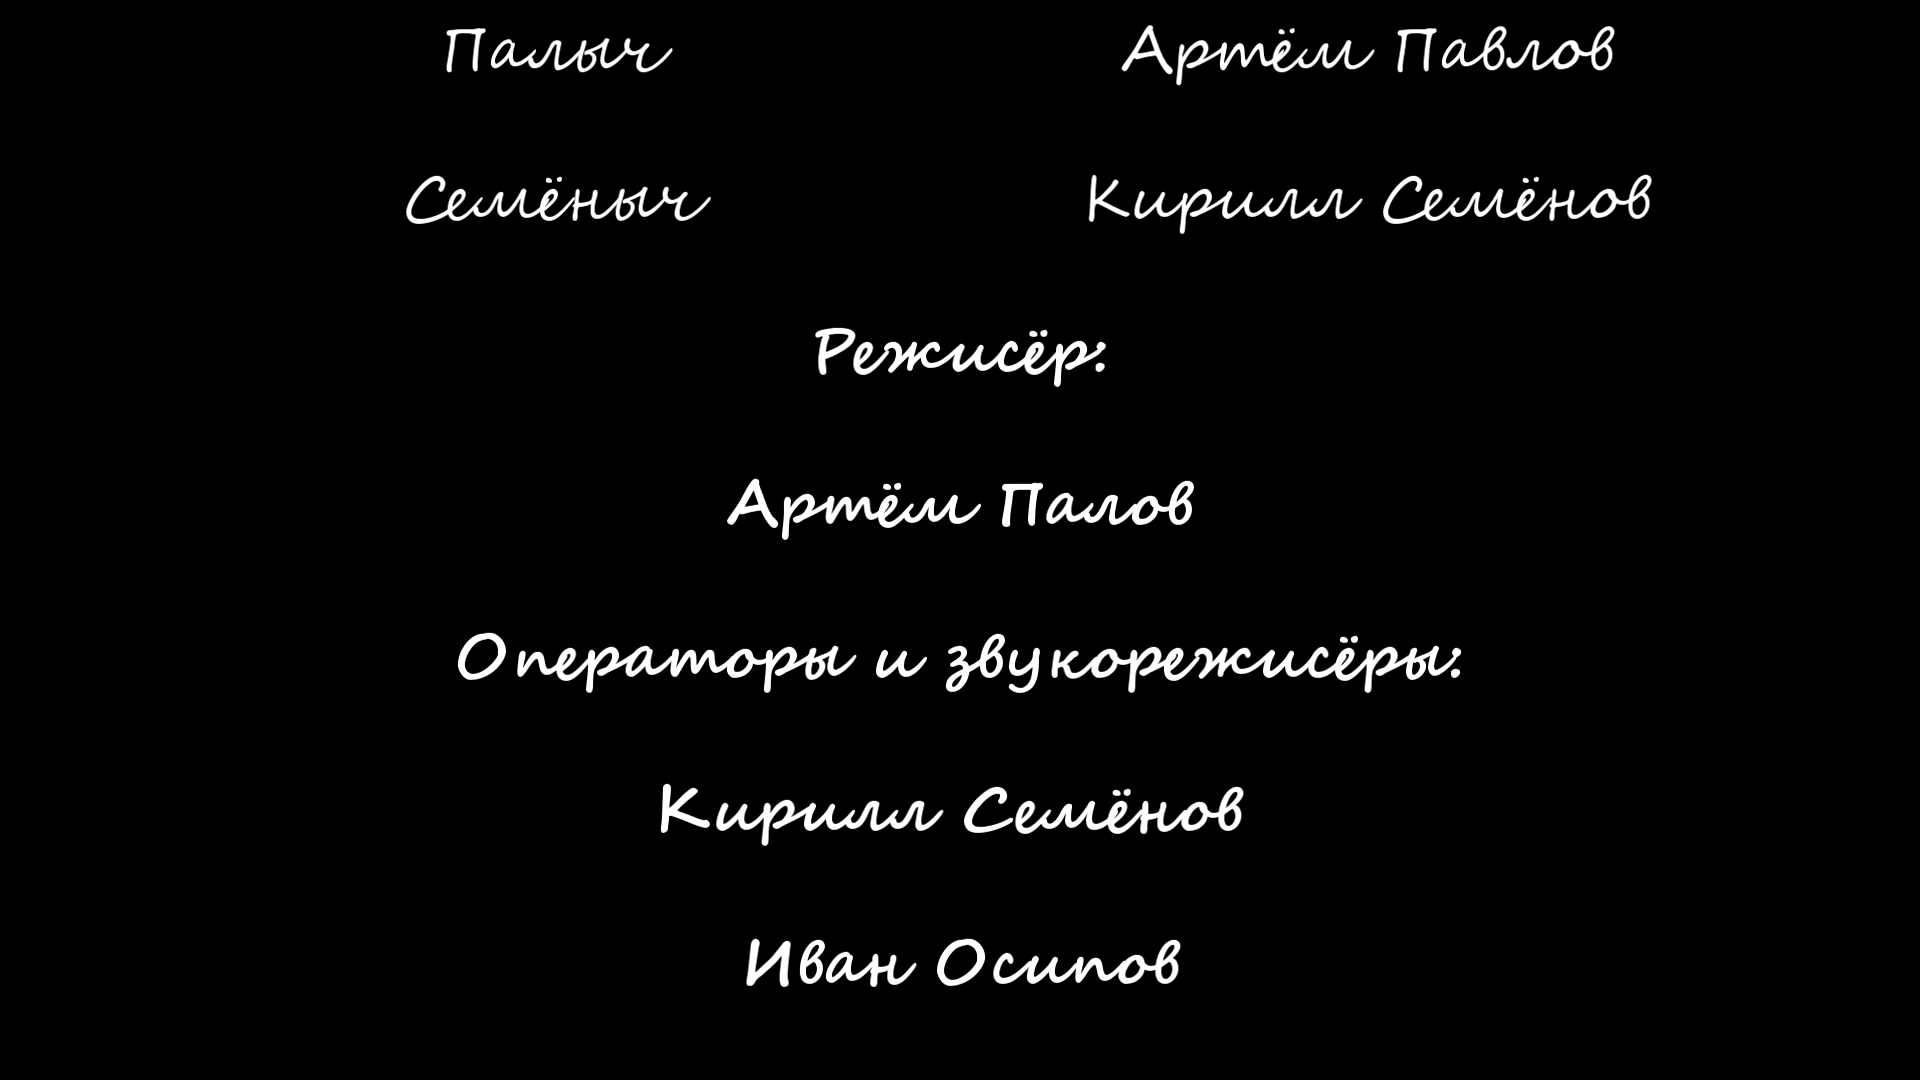 Палыч Артём Павлов
Семёныч Кирилл Семёнов
Режисёр:
Артём Палов
Операторы и звукорежисёры:
Кирилл Семёнов
Иван Осипов